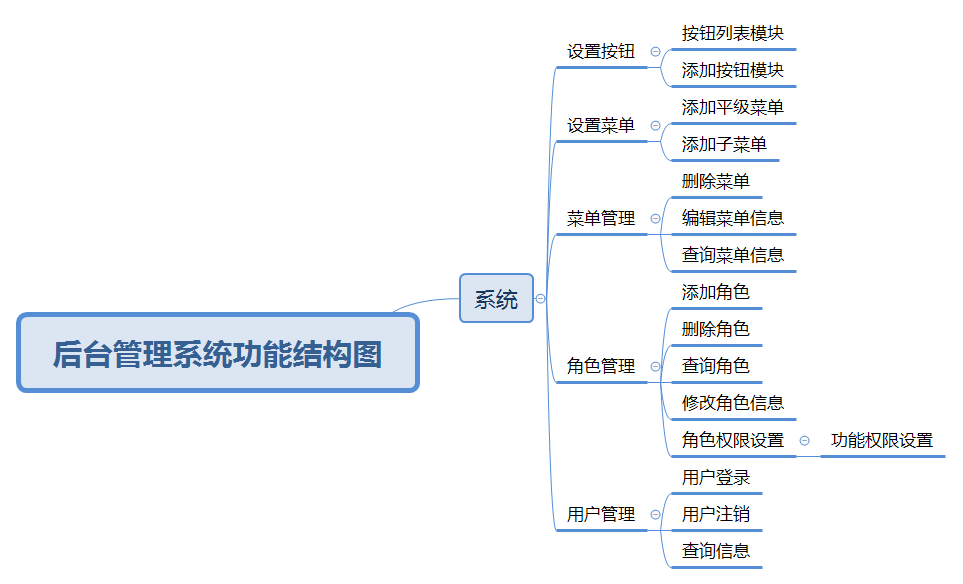 后台管理系统功能结构图
系统
设置按钮
按钮列表模块
添加按钮模块
设置菜单
添加平级菜单
添加子菜单
菜单管理
删除菜单
编辑菜单信息
查询菜单信息
角色管理
添加角色
删除角色
查询角色
修改角色信息
角色权限设置
功能权限设置
用户管理
用户登录
用户注销
查询信息